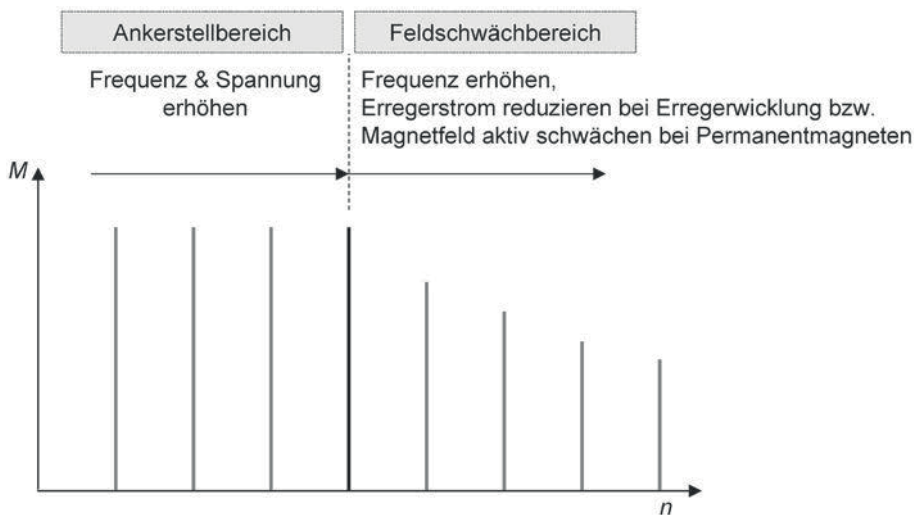 Ankerstellbereich
Feldschwächbereich
Frequenz & Spannung
erhöhen
Frequenz erhöhen,
Erregerstrom reduzieren bei Erregerwicklung bzw.
Magnetfeld aktiv schwächen bei Permanentmagneten
M
n